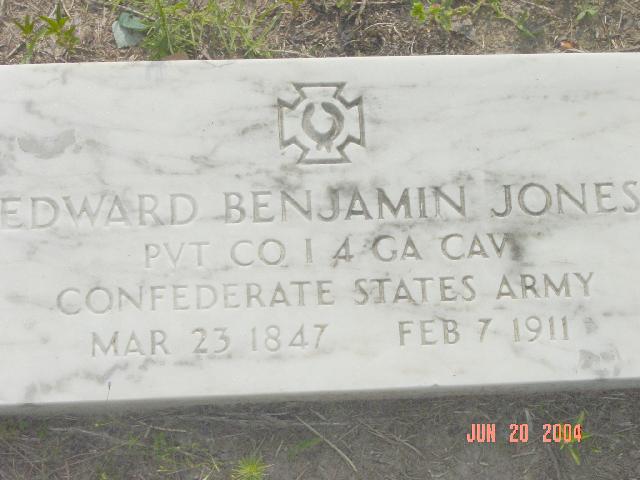 EDWARD BENJAMIN JONES
PVT CO I 4 GA CAV
CONFEDERATE STATES ARMY
MAR 23 1847 FEB 7 1911
JUN 20 2004